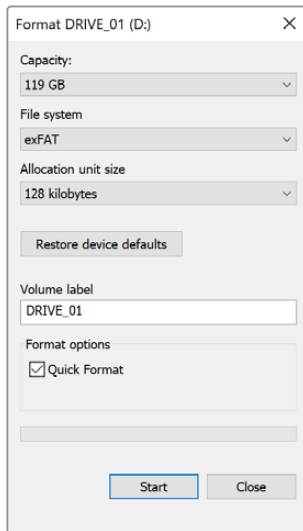 Format DRIVE_01 (D:)
Capacity:
119 GB
File system
exFAT
Allocation unit size
128 kilobytes
Restore device defaults
Volume label
DRIVE_01
Format options
Quick Format
Start Close